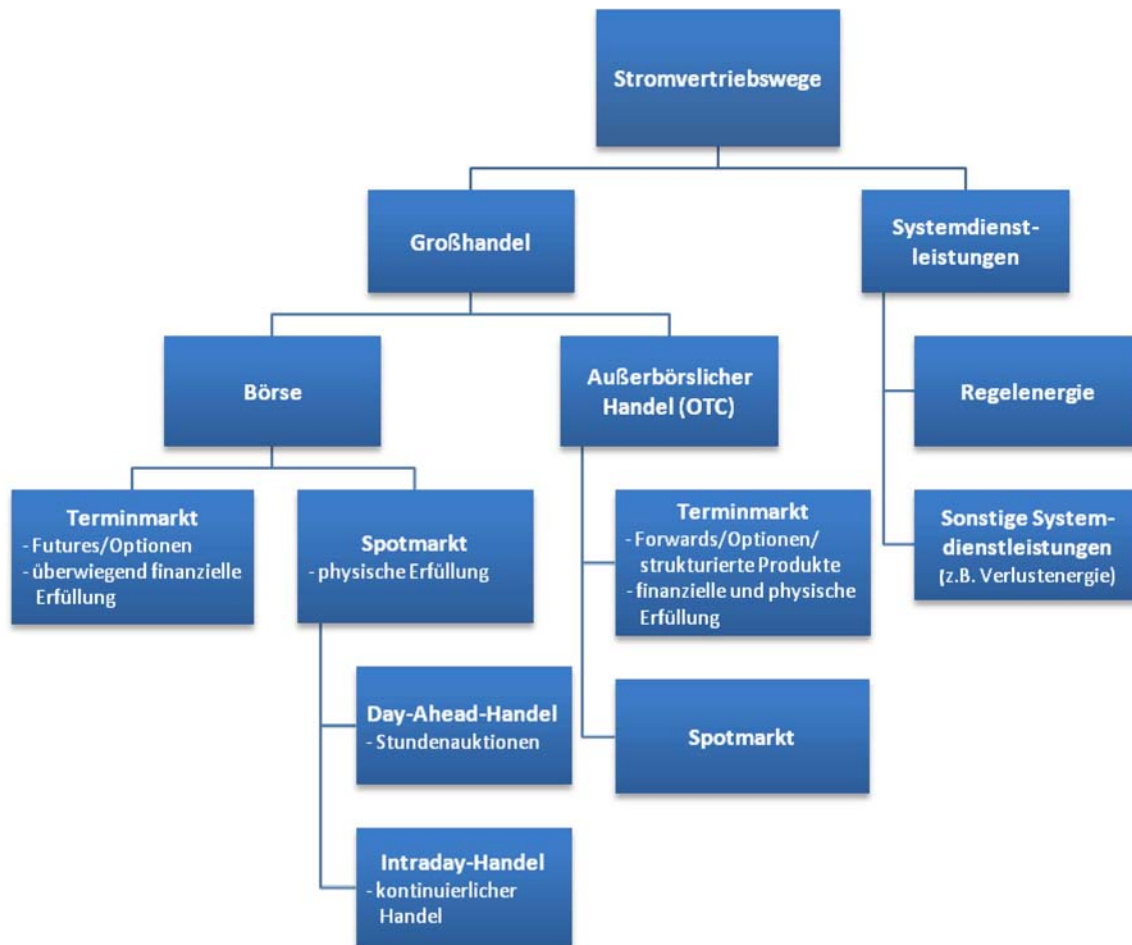 Stromvertriebswege
Großhandel
Systemdienst-
leistungen
Börse
Außerbörslicher
Handel (OTC)
Regelenergie
Terminmarkt
- Futures/Optionen
- überwiegend finanzielle
Erfüllung
Spotmarkt
- physische Erfüllung
Terminmarkt
- Forwards/Optionen/
strukturierte Produkte
- finanzielle und physische
Erfüllung
Sonstige System-
dienstleistungen
(z.B. Verlustenergie)
Day-Ahead-Handel
- Stundenauktionen
Spotmarkt
Intraday-Handel
- kontinuierlicher
Handel